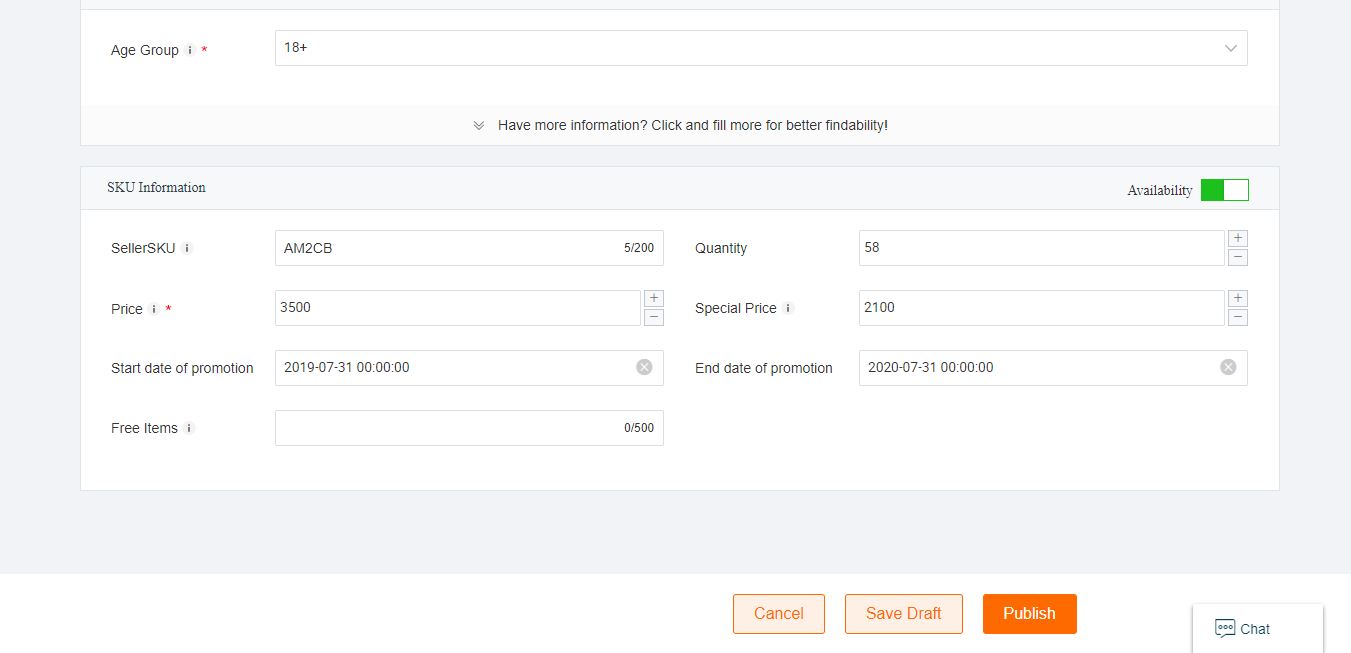 Age Group i *
18+
Have more information? Click and fill more for better findability!
SKU Information
Availability
SellerSKU i
AM2CB
5/200
Quantity
58
Price i *
3500
Special Price i
2100
Start date of promotion
2019-07-31 00:00:00
End date of promotion
2020-07-31 00:00:00
Free Items i
0/500
Cancel
Save Draft
Publish
Chat